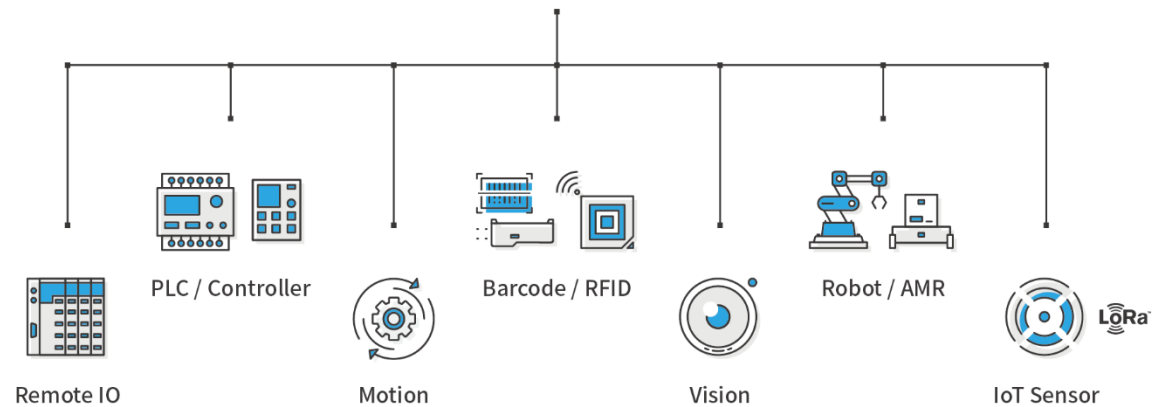 PLC / Controller
Barcode / RFID
Robot / AMR
LoRa
Remote IO
Motion
Vision
IoT Sensor